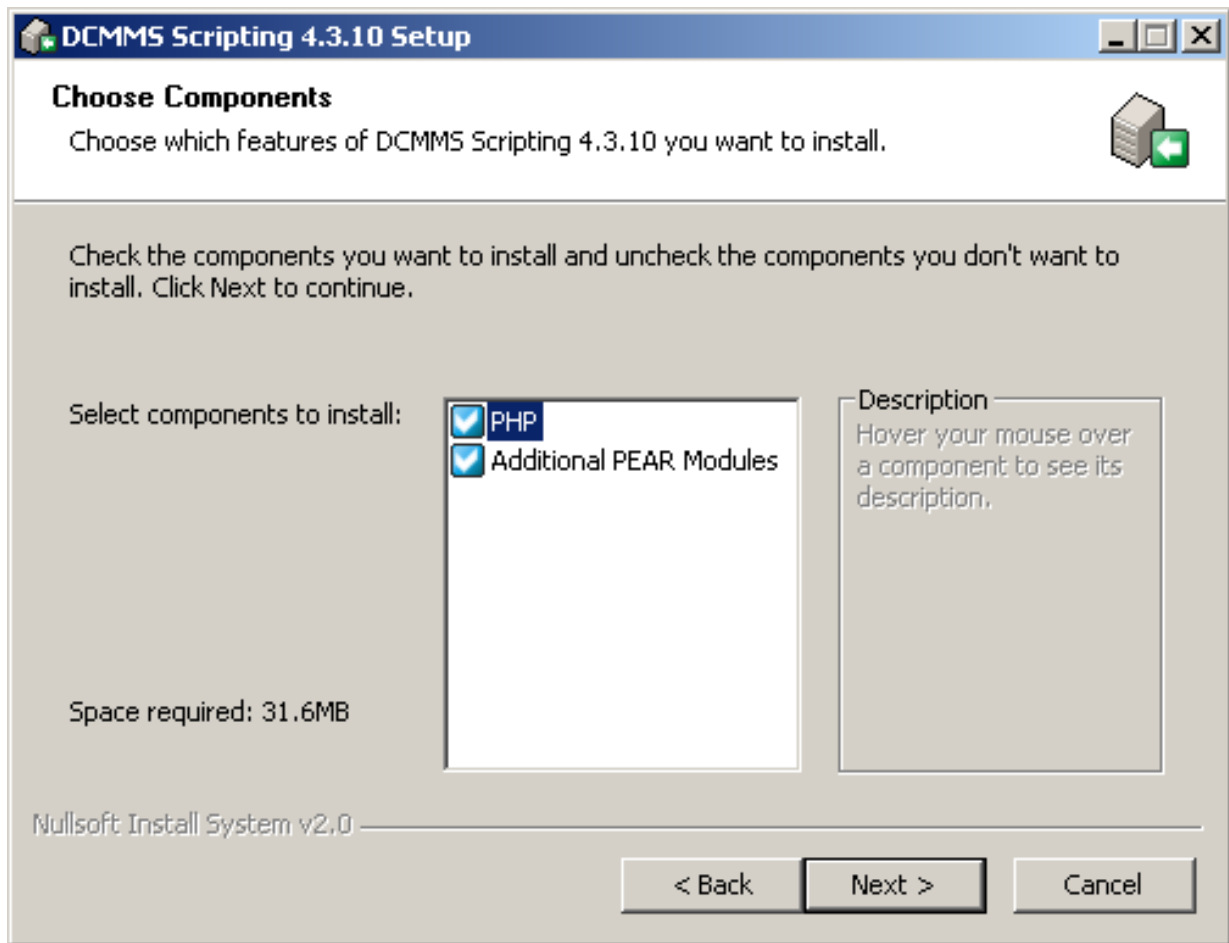 DCMMS Scripting 4.3.10 Setup
Choose Components
Choose which features of DCMMS Scripting 4.3.10 you want to install.
Check the components you want to install and uncheck the components you don't want to
install. Click Next to continue.
Select components to install:
PHP
Additional PEAR Modules
Description
Hover your mouse over
a component to see its
description.
Space required: 31.6MB
Nullsoft Install System v2.0
< Back
Next >
Cancel